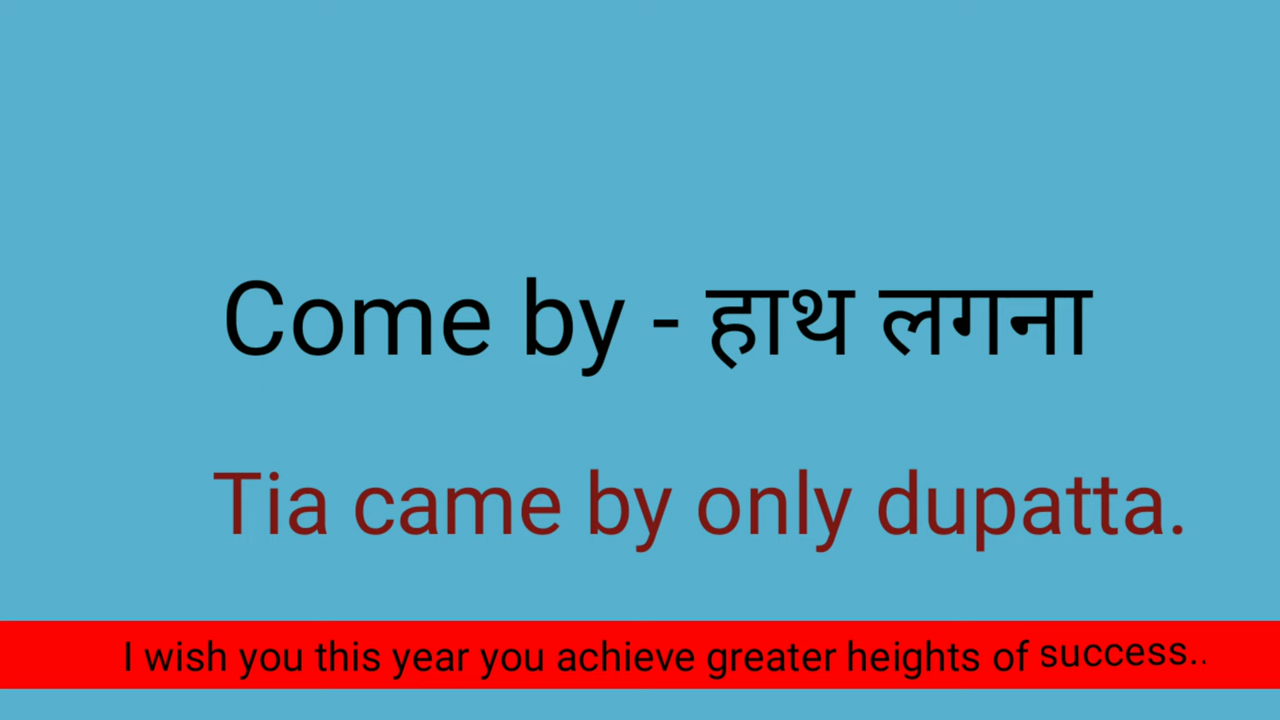 Come by - हाथ लगना
Tia came by only dupatta.
I wish you this year you achieve greater heights of success..